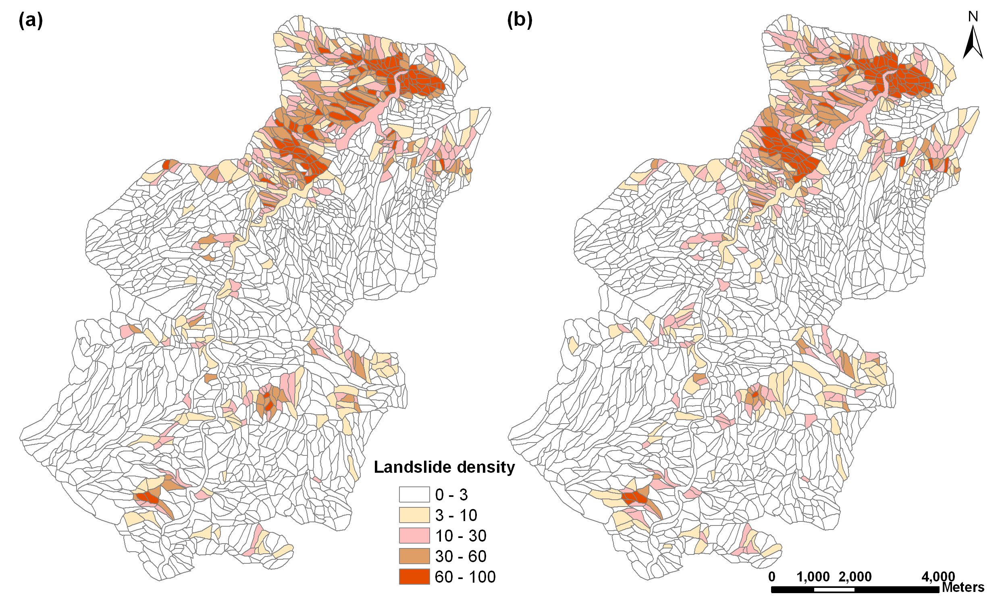 (a)
(b)
N
Landslide density
0 - 3
3 - 10
10 - 30
30 - 60
60 - 100
0 1,000 2,000 4,000
Meters